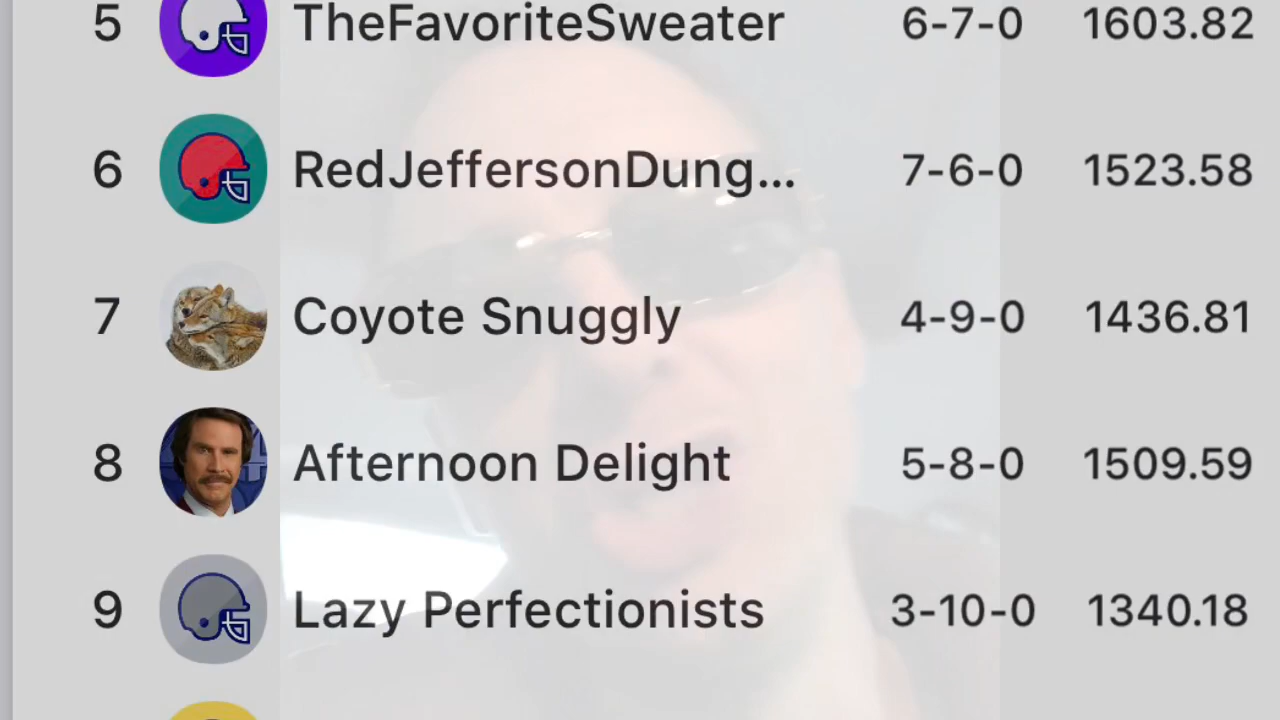 5 TheFavoriteSweater 6-7-0 1603.82
6 RedJeffersonDung... 7-6-0 1523.58
7 Coyote Snuggly 4-9-0 1436.81
8 Afternoon Delight 5-8-0 1509.59
9 Lazy Perfectionists 3-10-0 1340.18